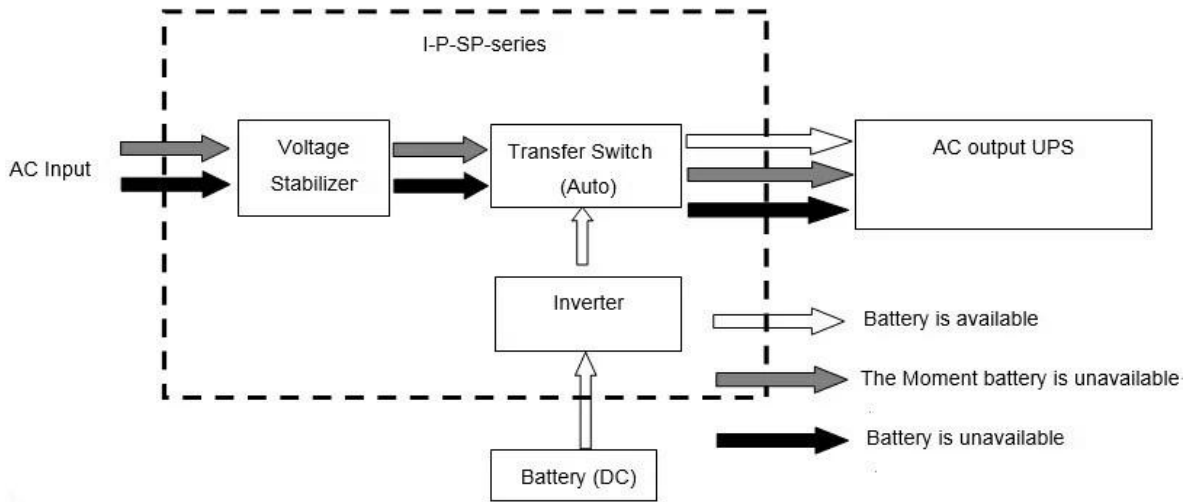 I-P-SP-series
AC Input
Voltage
Stabilizer
Transfer Switch
(Auto)
AC output UPS
Inverter
Battery is available
The Moment battery is unavailable
Battery is unavailable
Battery (DC)